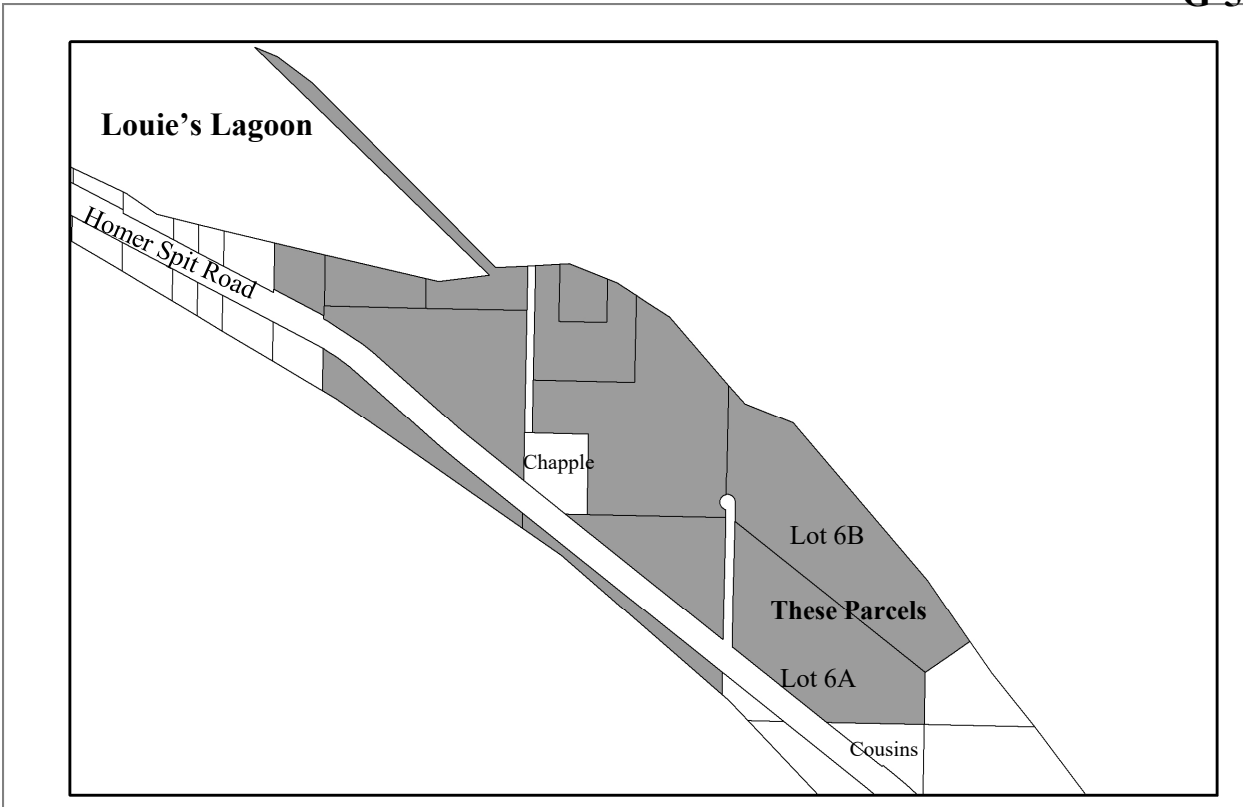 Louie's Lagoon
Homer Spit Road
Chapple
Lot 6B
These Parcels
Lot 6A
Cousins